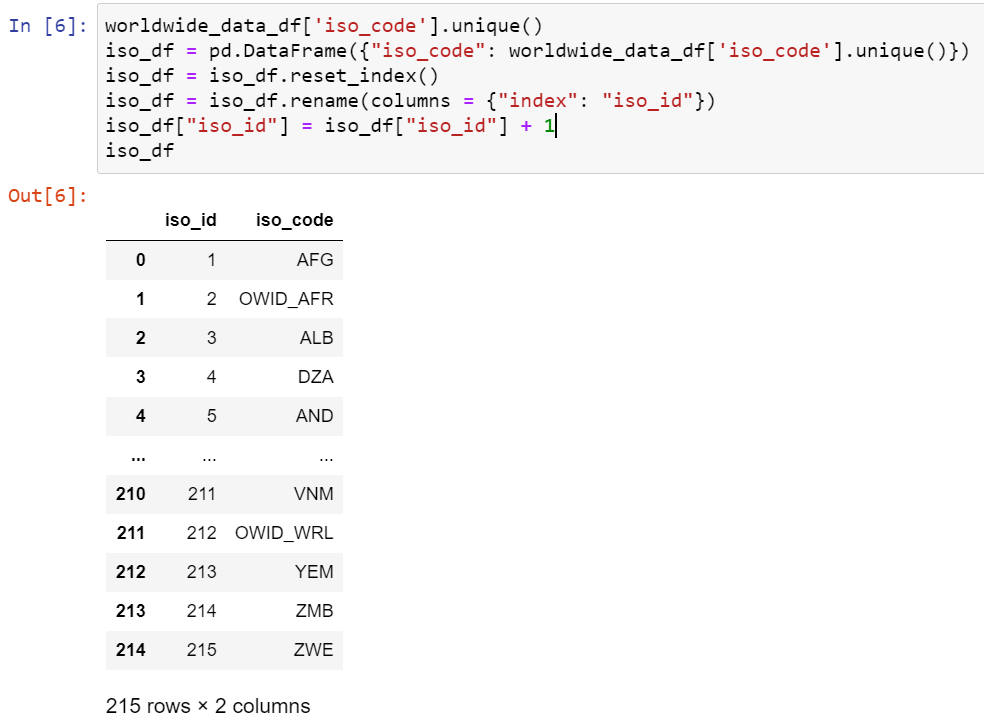 In [6]: worldwide_data_df['iso_code'].unique()
iso_df = pd.DataFrame({"iso_code": worldwide_data_df['iso_code'].unique()})
iso_df = iso_df.reset_index()
iso_df = iso_df.rename(columns = {"index": "iso_id"})
iso_df["iso_id"] = iso_df["iso_id"] + 1
iso_df
Out[6]:
iso_id iso_code
0 1 AFG
1 2 OWID_AFR
2 3 ALB
3 4 DZA
4 5 AND
... ... ...
210 211 VNM
211 212 OWID_WRL
212 213 YEM
213 214 ZMB
214 215 ZWE
215 rows × 2 columns